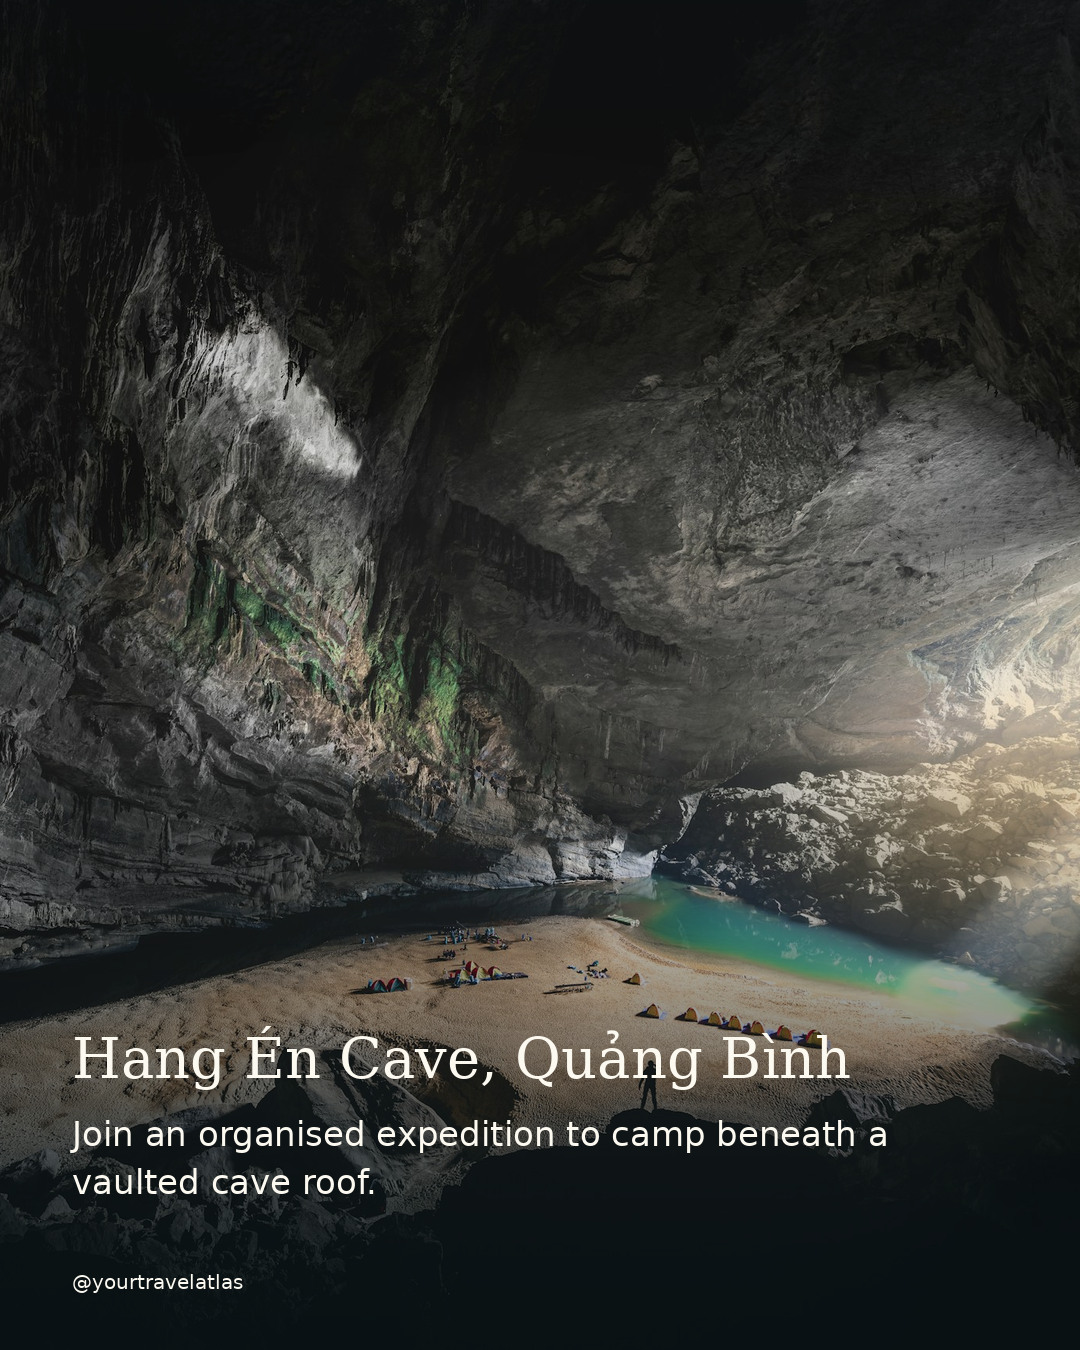 Hang Én Cave, Quảng Bình
Join an organised expedition to camp beneath a
vaulted cave roof.
@yourtravelatlas